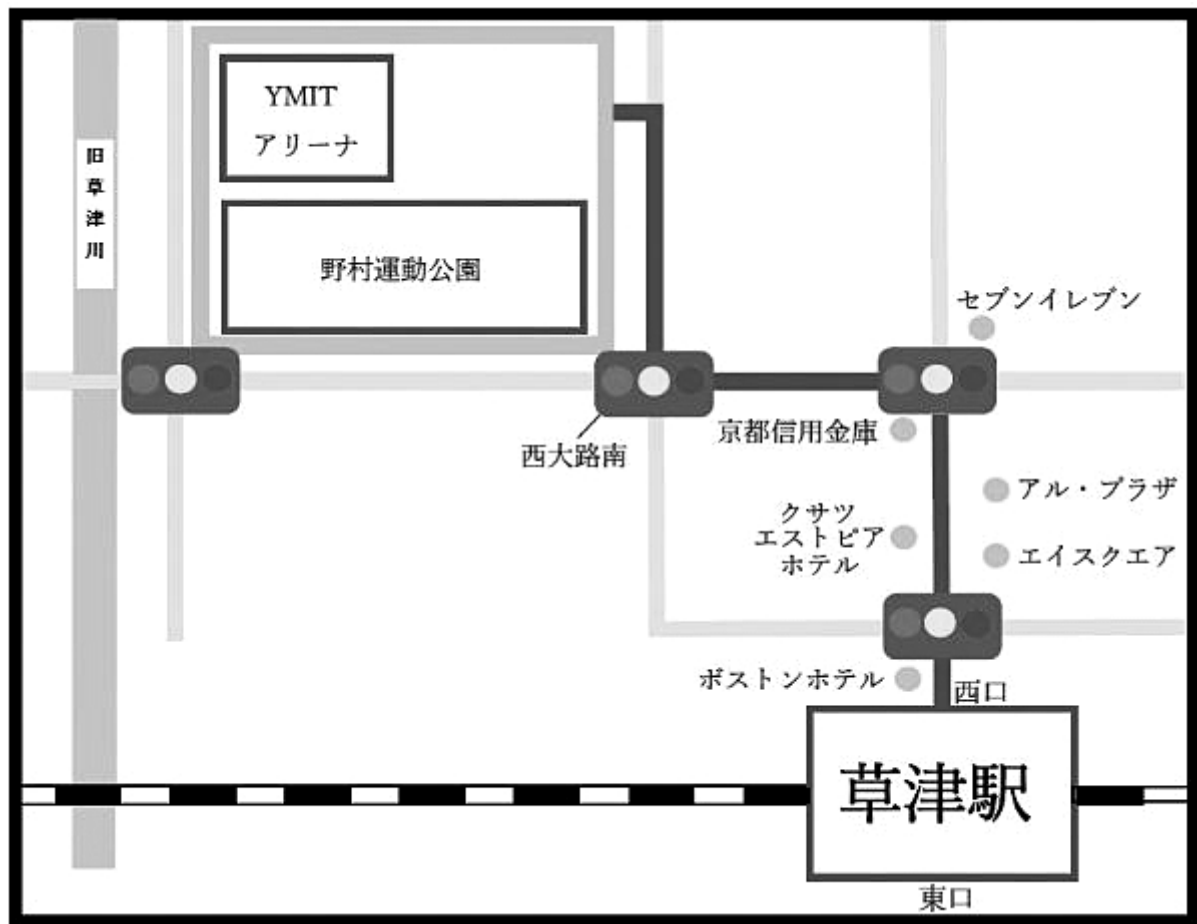 YMIT
アリーナ
旧草津川
野村運動公園
セブンイレブン
西大路南
京都信用金庫
アル・プラザ
クサツ
エストピア
ホテル
エイスクエア
ボストンホテル
西口
草津駅
東口